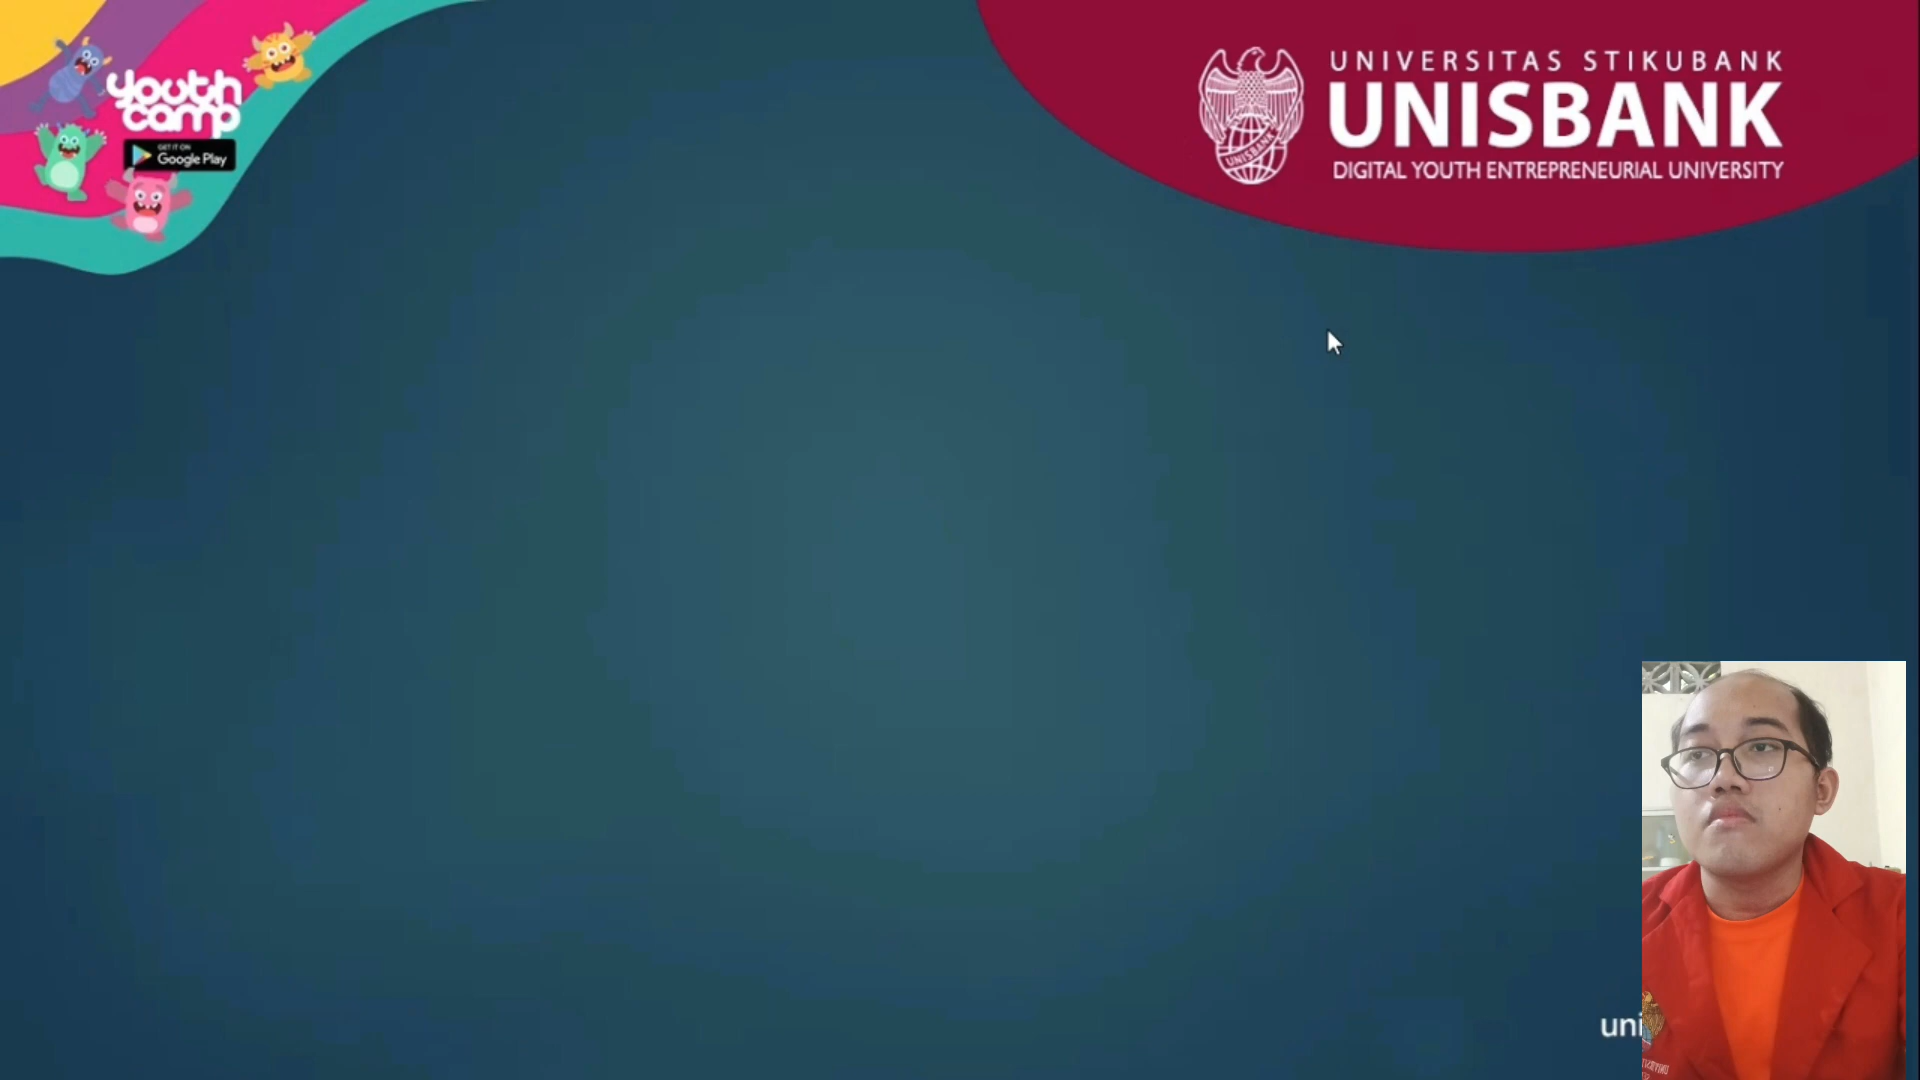 youth
camp
GET IT ON
Google Play
UNIVERSITAS STIKUBANK
UNISBANK
DIGITAL YOUTH ENTREPRENEURIAL UNIVERSITY
UNISBANK
uni